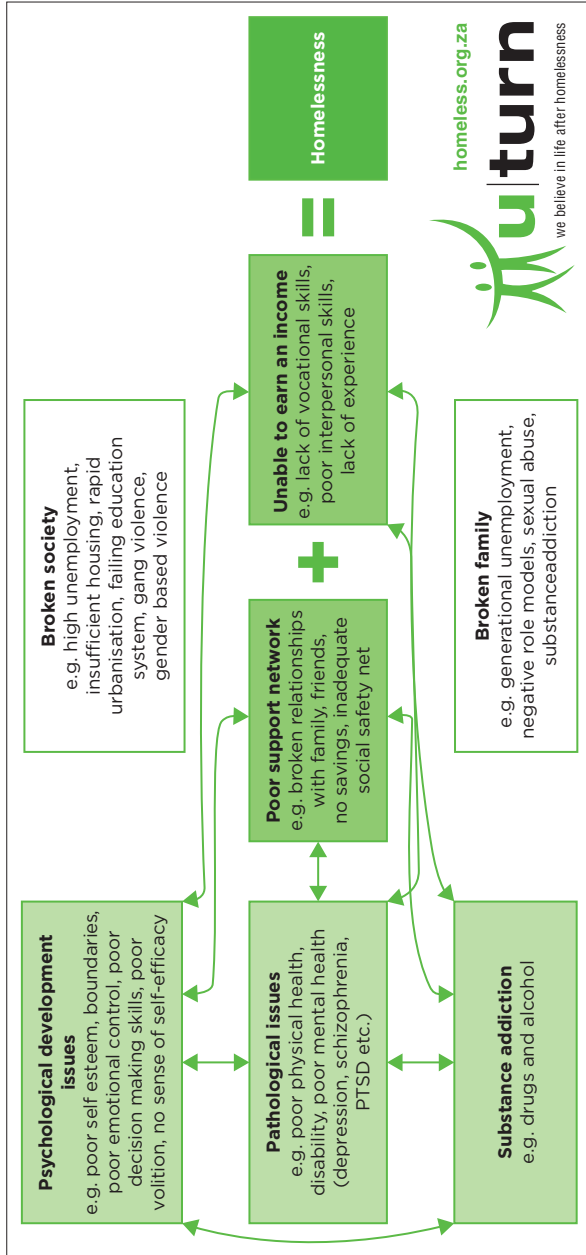 Psychological development
issues
e.g. poor self esteem, boundaries,
poor emotional control, poor
decision making skills, poor
volition, no sense of self-efficacy
Broken society
e.g. high unemployment,
insufficient housing, rapid
urbanisation, failing education
system, gang violence,
gender based violence
Pathological issues
e.g. poor physical health,
disability, poor mental health
(depression, schizophrenia,
PTSD etc.)
Poor support network
e.g. broken relationships
with family, friends,
no savings, inadequate
social safety net
+
Unable to earn an income
e.g. lack of vocational skills,
poor interpersonal skills,
lack of experience
=
Homelessness
Substance addiction
e.g. drugs and alcohol
Broken family
e.g. generational unemployment,
negative role models, sexual abuse,
substanceaddiction
homeless.org.za
u|turn
we believe in life after homelessness